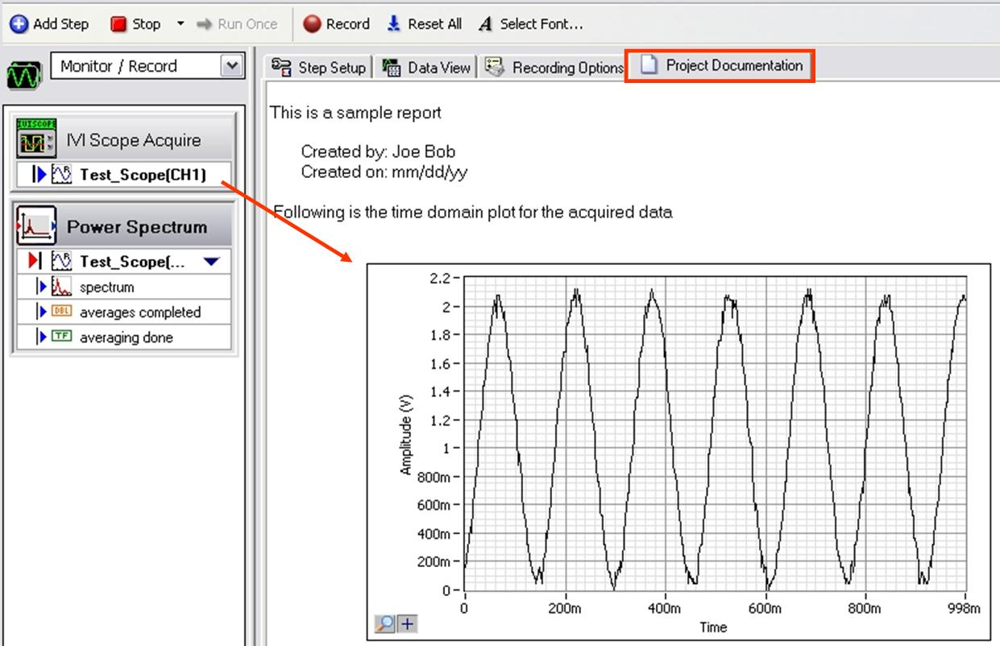 Add Step Stop Run Once Record Reset All A Select Font...
Monitor / Record
Step Setup Data View Recording Options Project Documentation
IVISCOPE
IVI Scope Acquire
Test_Scope(CH1)
Power Spectrum
Test_Scope(...
spectrum
DBL averages completed
TF averaging done
This is a sample report
Created by: Joe Bob
Created on: mm/dd/yy
Following is the time domain plot for the acquired data
Amplitude (V)
2.2
2
1.8
1.6
1.4
1.2
1
800m
600m
400m
200m
0
0 200m 400m 600m 800m 998m
Time